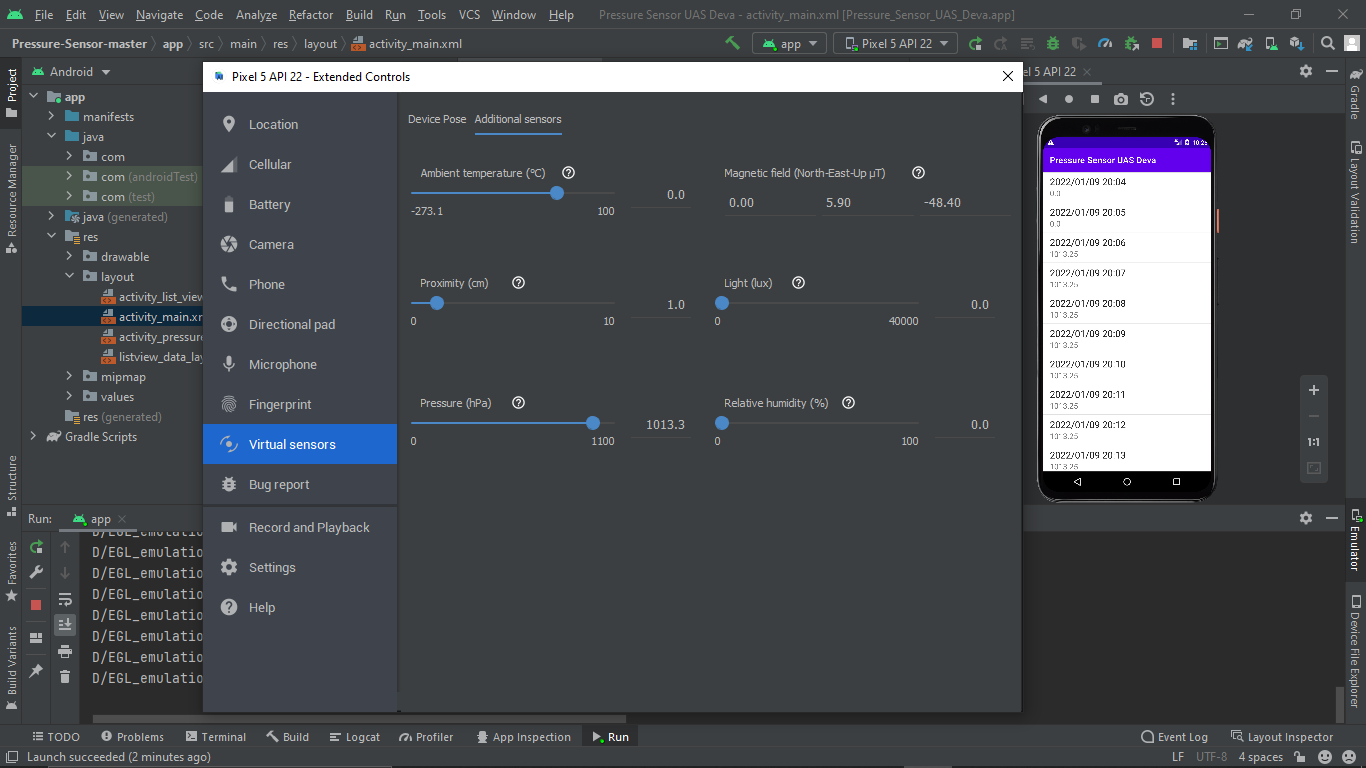 File Edit View Navigate Code Analyze Refactor Build Run Tools VCS Window Help Pressure Sensor UAS Deva - activity_main.xml [Pressure_Sensor_UAS_Deva.app]
Pressure-Sensor-master app src main res layout activity_main.xml app Pixel 5 API 22
Project
Resource Manager
Structure
Favorites
Build Variants
Android
app
manifests
java
com
com (androidTest)
com (test)
java (generated)
res
drawable
layout
activity_list_view
activity_main.xm
activity_pressure
listview_data_lay
mipmap
values
res (generated)
Gradle Scripts
Pixel 5 API 22 - Extended Controls
Location
Cellular
Battery
Camera
Phone
Directional pad
Microphone
Fingerprint
Virtual sensors
Bug report
Record and Playback
Settings
Help
Device Pose Additional sensors
Ambient temperature (°C)
0.0
-273.1 100
Magnetic field (North-East-Up µT)
0.00 5.90 -48.40
Proximity (cm)
1.0
0 10
Light (lux)
0.0
0 40000
Pressure (hPa)
1013.3
0 1100
Relative humidity (%)
0.0
0 100
el 5 API 22
10:25
Pressure Sensor UAS Deva
2022/01/09 20:04
0.0
2022/01/09 20:05
0.0
2022/01/09 20:06
1013.25
2022/01/09 20:07
1013.25
2022/01/09 20:08
1013.25
2022/01/09 20:09
1013.25
2022/01/09 20:10
1013.25
2022/01/09 20:11
1013.25
2022/01/09 20:12
1013.25
2022/01/09 20:13
1013.25
1:1
Gradle
Layout Validation
Emulator
Device File Explorer
Run: app
D/EGL_emulatio
D/EGL_emulatio
D/EGL_emulatio
D/EGL_emulatio
D/EGL_emulatio
D/EGL_emulatio
D/EGL_emulatio
D/EGL_emulatio
TODO Problems Terminal Build Logcat Profiler App Inspection Run Event Log Layout Inspector
Launch succeeded (2 minutes ago) LF UTF-8 4 spaces